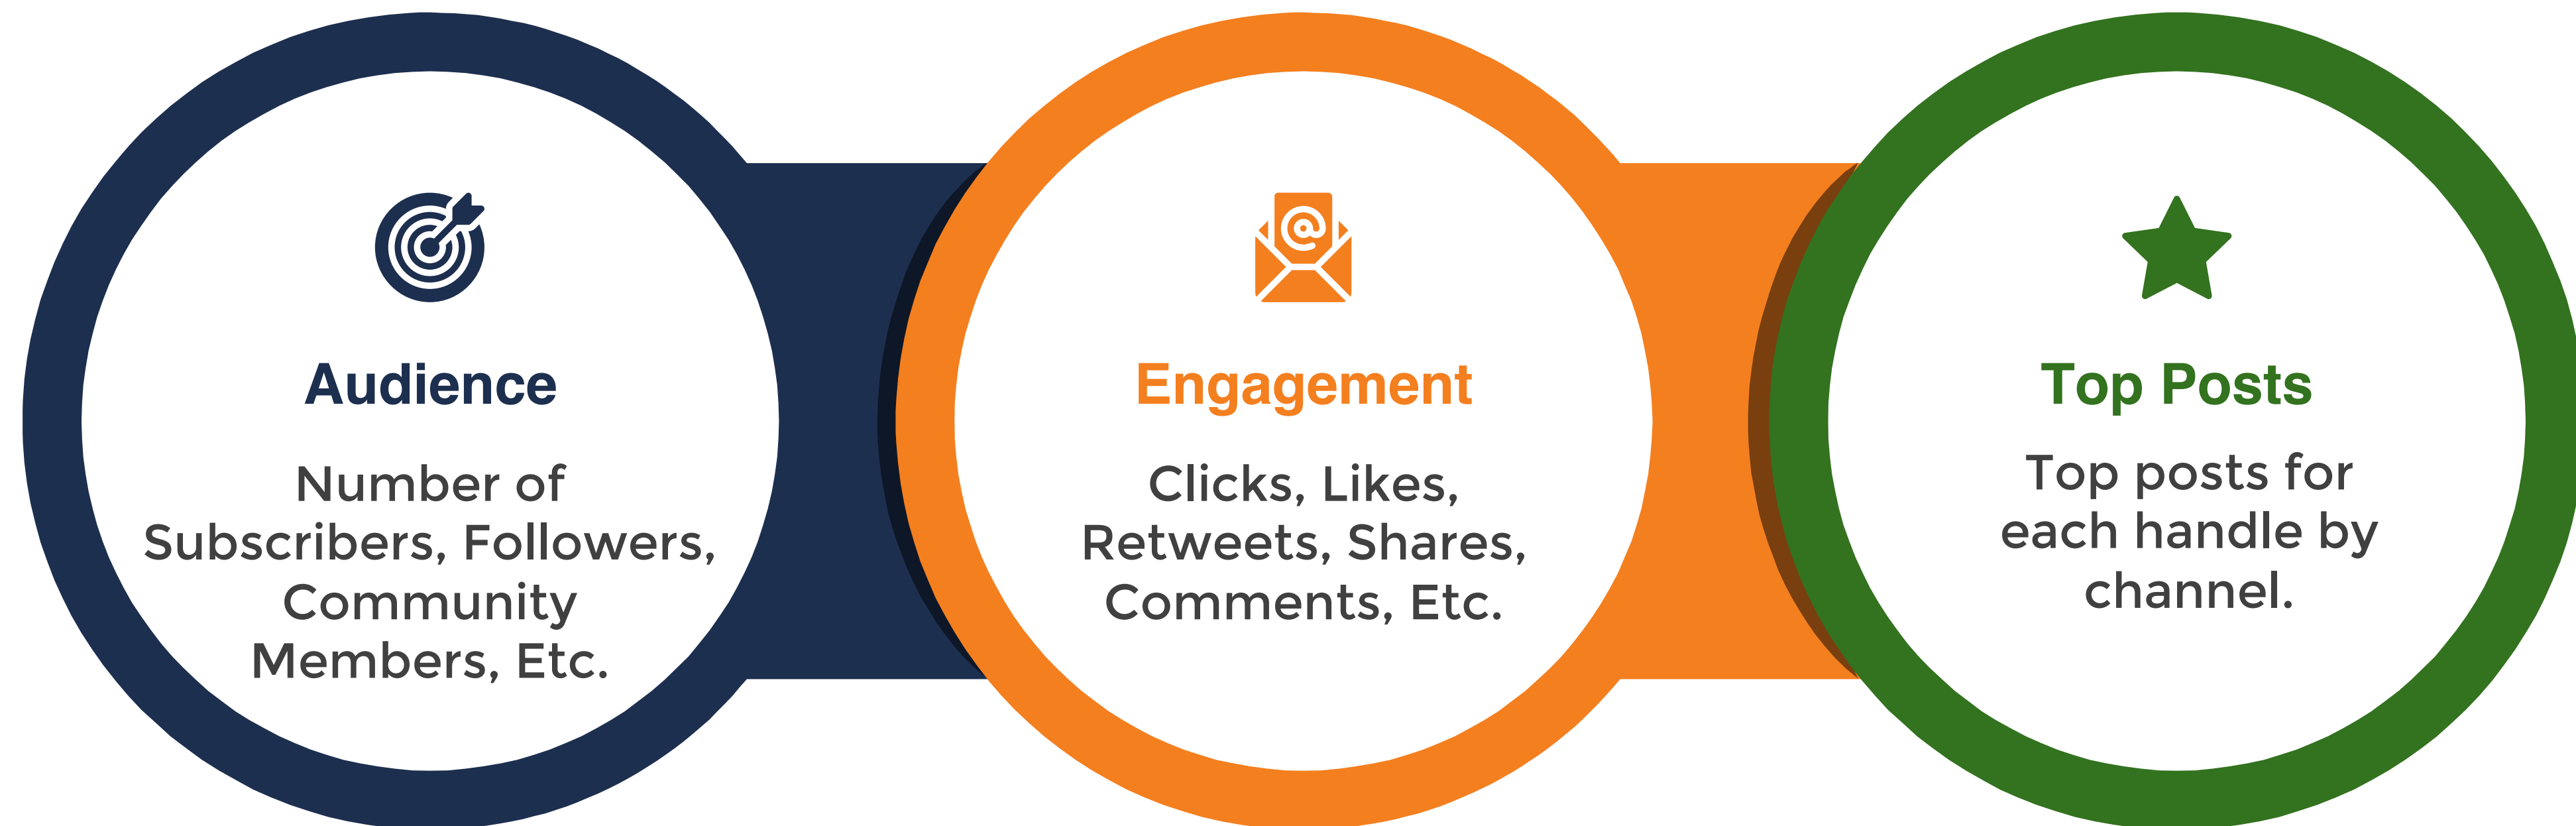 Audience
Number of
Subscribers, Followers,
Community
Members, Etc.
@
Engagement
Clicks, Likes,
Retweets, Shares,
Comments, Etc.
Top Posts
Top posts for
each handle by
channel.